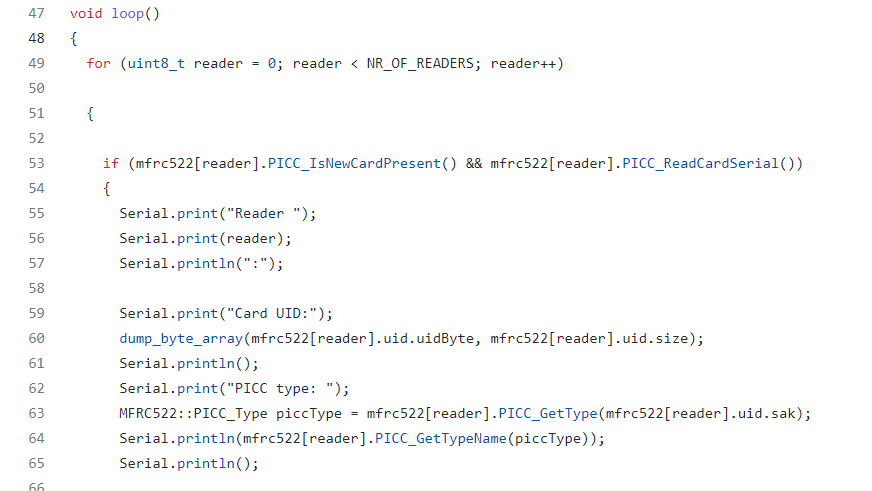 47 void loop()
48 {
49   for (uint8_t reader = 0; reader < NR_OF_READERS; reader++)
50
51   {
52
53     if (mfrc522[reader].PICC_IsNewCardPresent() && mfrc522[reader].PICC_ReadCardSerial())
54     {
55       Serial.print("Reader ");
56       Serial.print(reader);
57       Serial.println(":");
58
59       Serial.print("Card UID:");
60       dump_byte_array(mfrc522[reader].uid.uidByte, mfrc522[reader].uid.size);
61       Serial.println();
62       Serial.print("PICC type: ");
63       MFRC522::PICC_Type piccType = mfrc522[reader].PICC_GetType(mfrc522[reader].uid.sak);
64       Serial.println(mfrc522[reader].PICC_GetTypeName(piccType));
65       Serial.println();
66